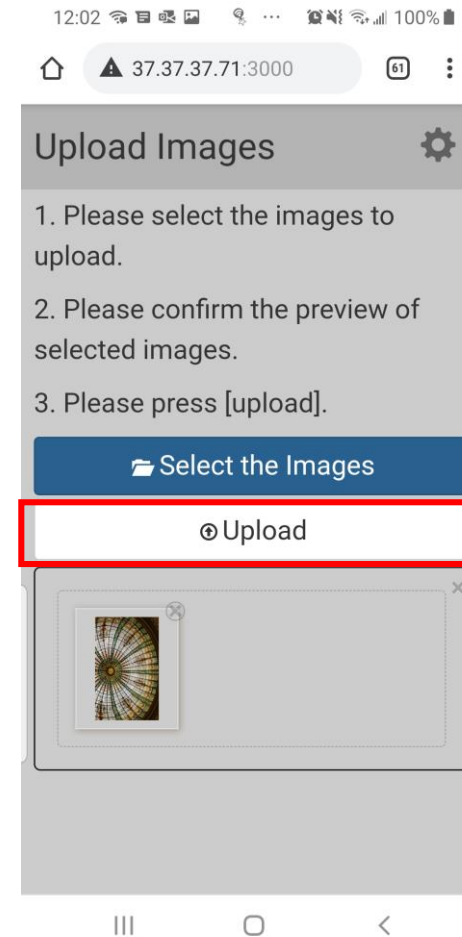 12:02 100%
37.37.37.71:3000 61
Upload Images
1. Please select the images to
upload.
2. Please confirm the preview of
selected images.
3. Please press [upload].
Select the Images
Upload